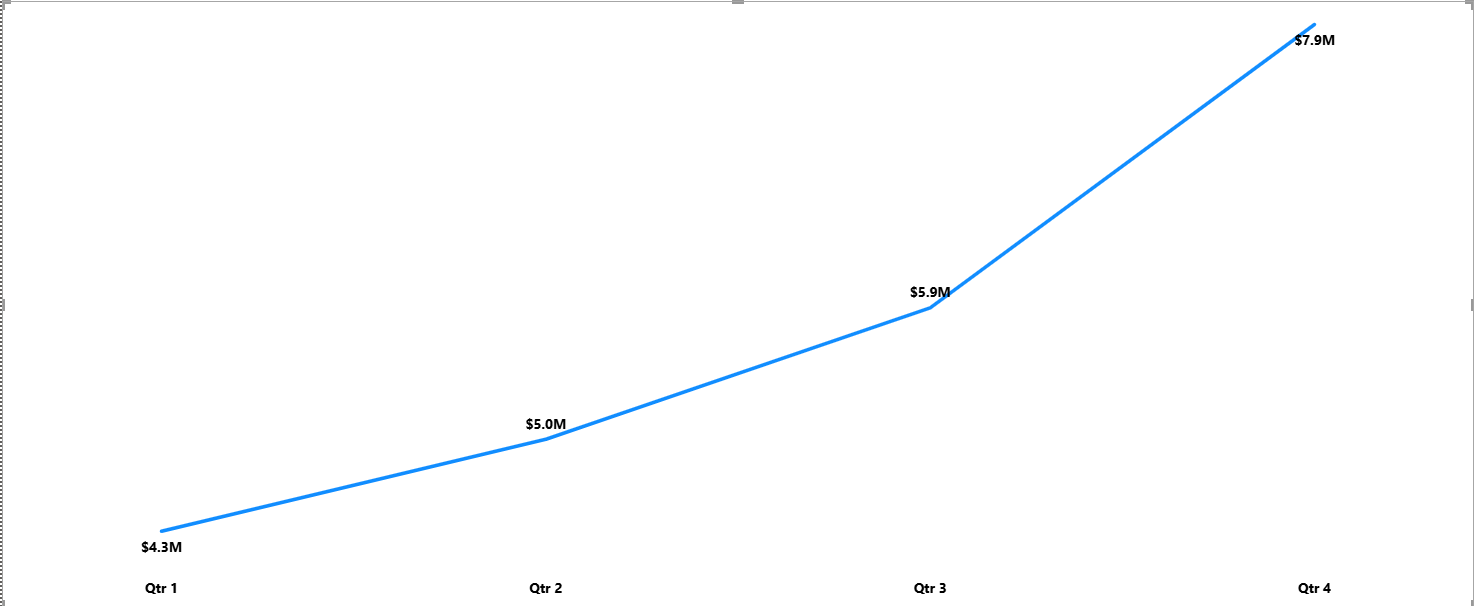 $7.9M
$5.9M
$5.0M
$4.3M
Qtr 1 Qtr 2 Qtr 3 Qtr 4